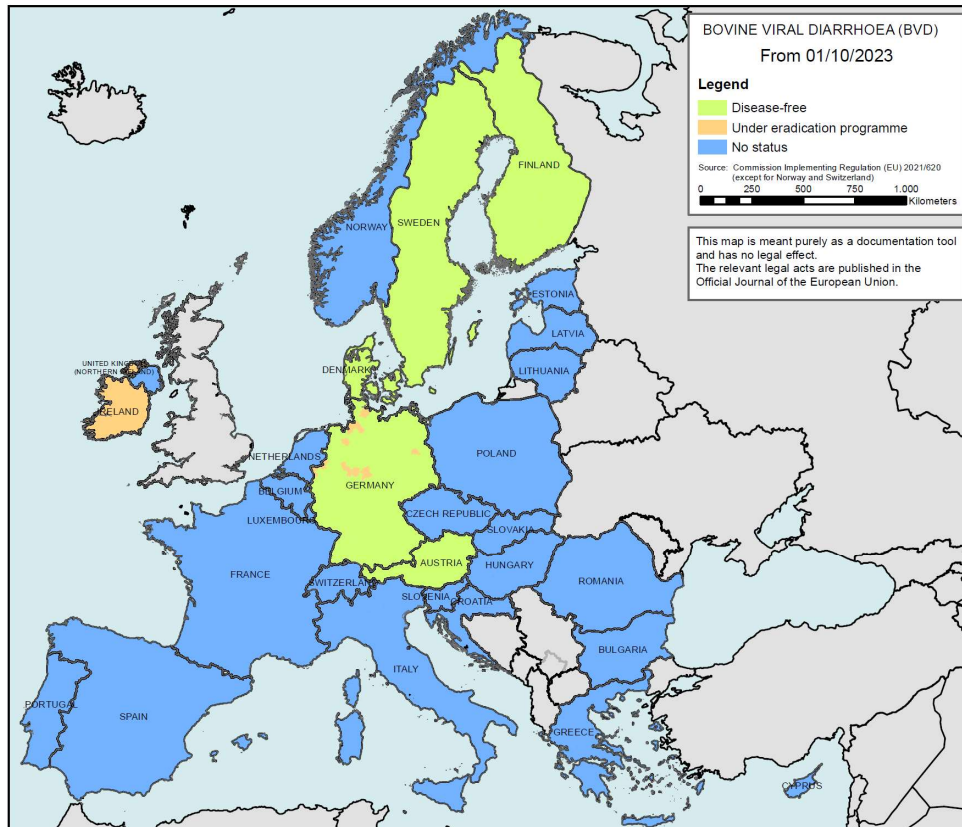 BOVINE VIRAL DIARRHOEA (BVD)
From 01/10/2023
Legend
Disease-free
Under eradication programme
No status
Source: Commission Implementing Regulation (EU) 2021/620
(except for Norway and Switzerland)
0 250 500 750 1.000
Kilometers
This map is meant purely as a documentation tool
and has no legal effect.
The relevant legal acts are published in the
Official Journal of the European Union.
FINLAND
SWEDEN
NORWAY
ESTONIA
LATVIA
LITHUANIA
DENMARK
UNITED KINGDOM
(NORTHERN IRELAND)
IRELAND
NETHERLANDS
POLAND
BELGIUM
GERMANY
LUXEMBOURG
CZECH REPUBLIC
SLOVAKIA
AUSTRIA
HUNGARY
FRANCE
SWITZERLAND
ROMANIA
SLOVENIA
CROATIA
BULGARIA
ITALY
PORTUGAL
SPAIN
GREECE
CYPRUS